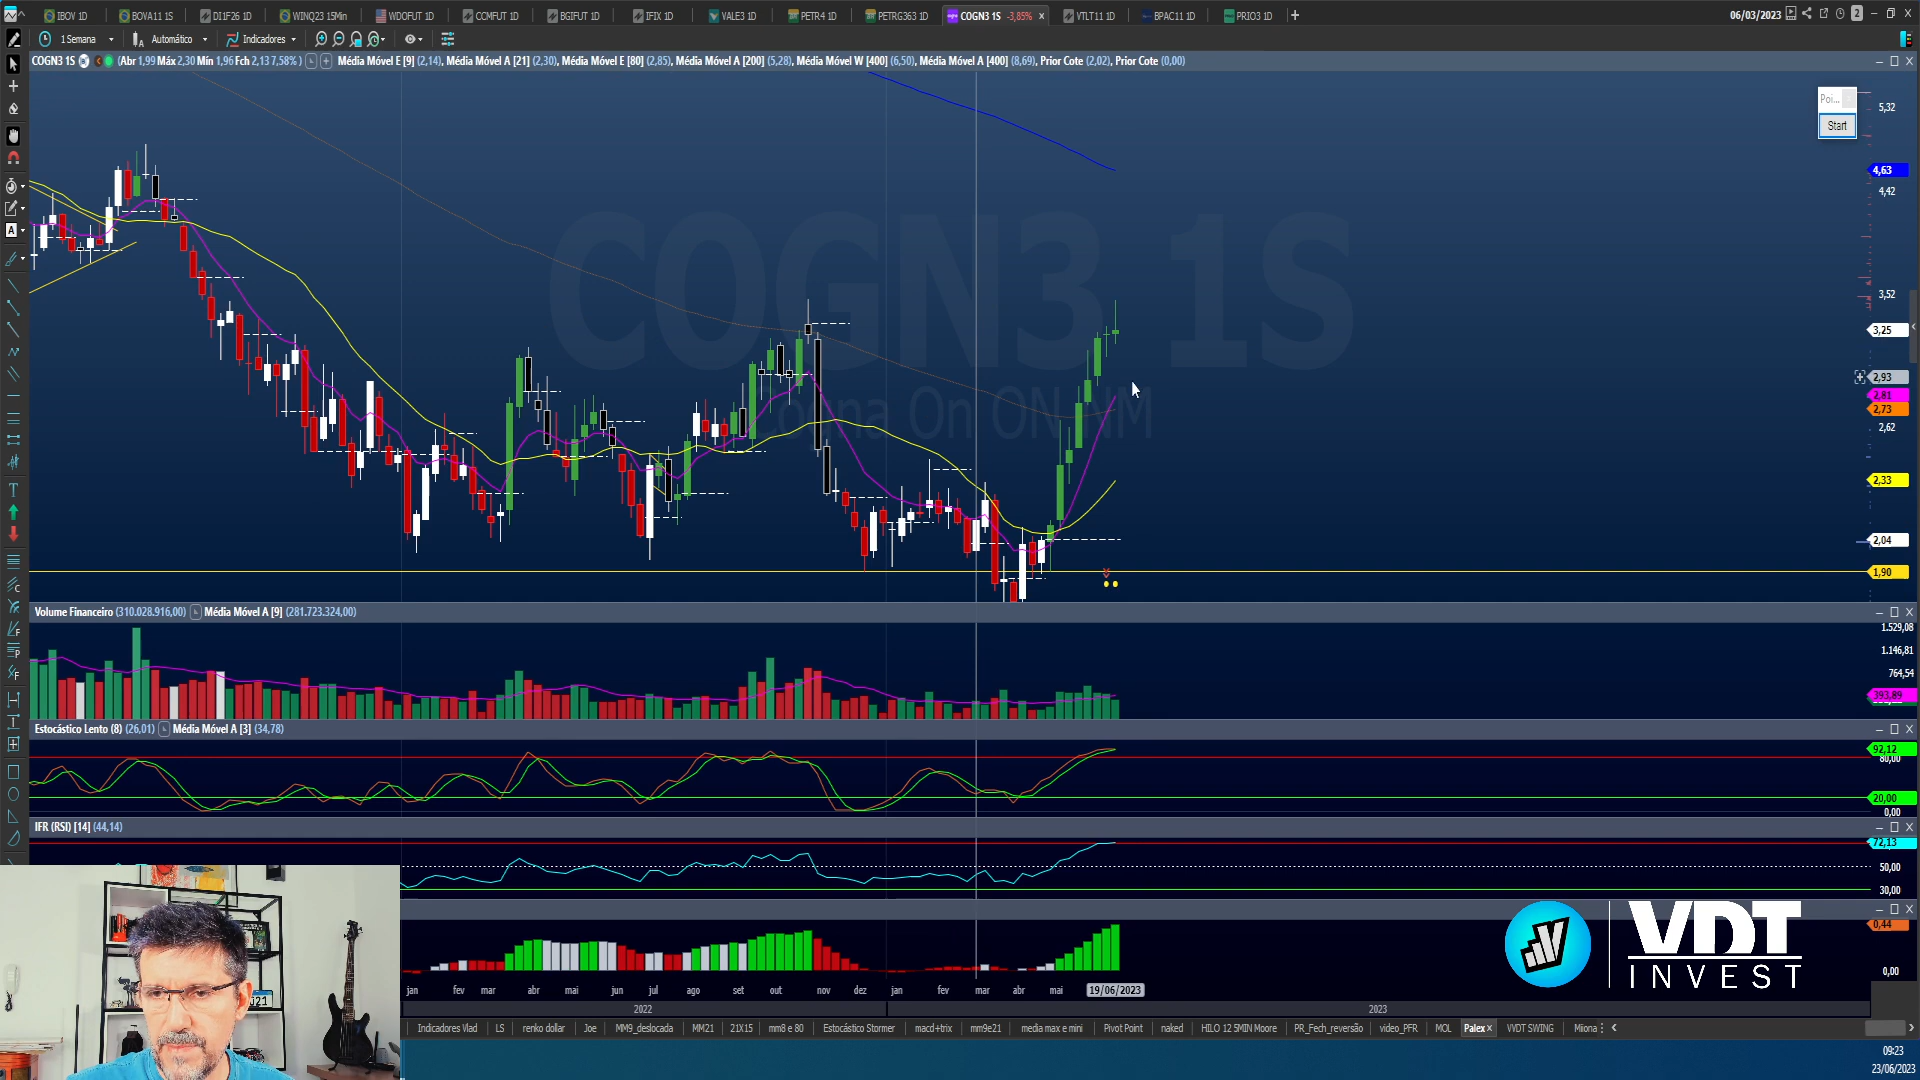 IBOV 1D
BOVA11 1S
DI1F26 1D
WINQ23 15Min
WDOFUT 1D
CCMFUT 1D
BGIFUT 1D
IFIX 1D
VALE3 1D
PETR4 1D
PETRG363 1D
COGN3 1S -3,85% x
VTLT11 1D
BPAC11 1D
PRIO3 1D
06/03/2023
2
1 Semana
Automático
Indicadores
COGN3 1S (Abr 1,99 Máx 2,30 Mín 1,96 Fch 2,13 7,58%) Média Móvel E [9] (2,14), Média Móvel A [21] (2,30), Média Móvel E [80] (2,85), Média Móvel A [200] (5,28), Média Móvel W [400] (6,50), Média Móvel A [400] (8,69), Prior Cote (2,02), Prior Cote (0,00)
Poi...
Start
COGN3 1S
Cogna On ON NM
5,32
4,63
4,42
3,52
3,25
2,93
2,81
2,73
2,62
2,33
2,04
1,90
Volume Financeiro (310.028.916,00) Média Móvel A [9] (281.723.324,00)
1.529,08
1.146,81
764,54
393,89
Estocástico Lento (8) (26,01) Média Móvel A [3] (34,78)
92,12
80,00
20,00
0,00
IFR (RSI) [14] (44,14)
72,13
50,00
30,00
0,44
0,00
VDT
INVEST
jan fev mar abr mai jun jul ago set out nov dez jan fev mar abr mai 19/06/2023
2022 2023
Indicadores Vlad LS renko dollar Joe MM9_deslocada MM21 21X15 mm8 e 80 Estocástico Stormer macd+trix mm9e21 media max e mini Pivot Point naked HILO 12 5MIN Moore PR_Fech_reversão video_PFR MOL Palex x VVDT SWING Miiona
09:23
23/06/2023